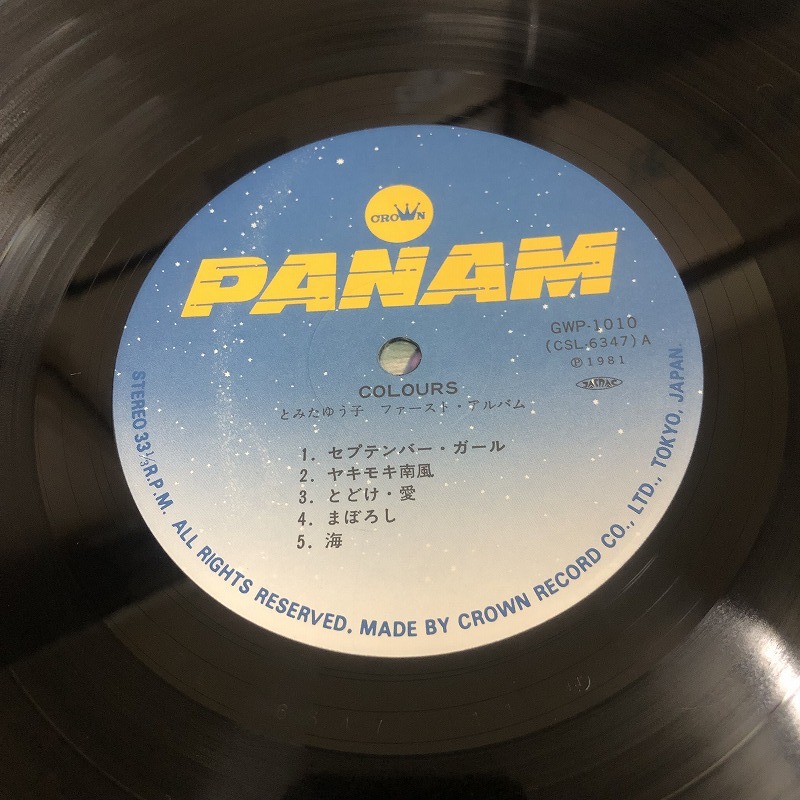 CROWN
PANAM
GWP-1010
(CSL 6347) A
Ⓟ1981
JASRAC
COLOURS
とみたゆう子 ファースト・アルバム
1. セプテンバー・ガール
2. ヤキモキ南風
3. とどけ・愛
4. まぼろし
5. 海
STEREO 33⅓ R.P.M. ALL RIGHTS RESERVED. MADE BY CROWN RECORD CO., LTD., TOKYO, JAPAN.